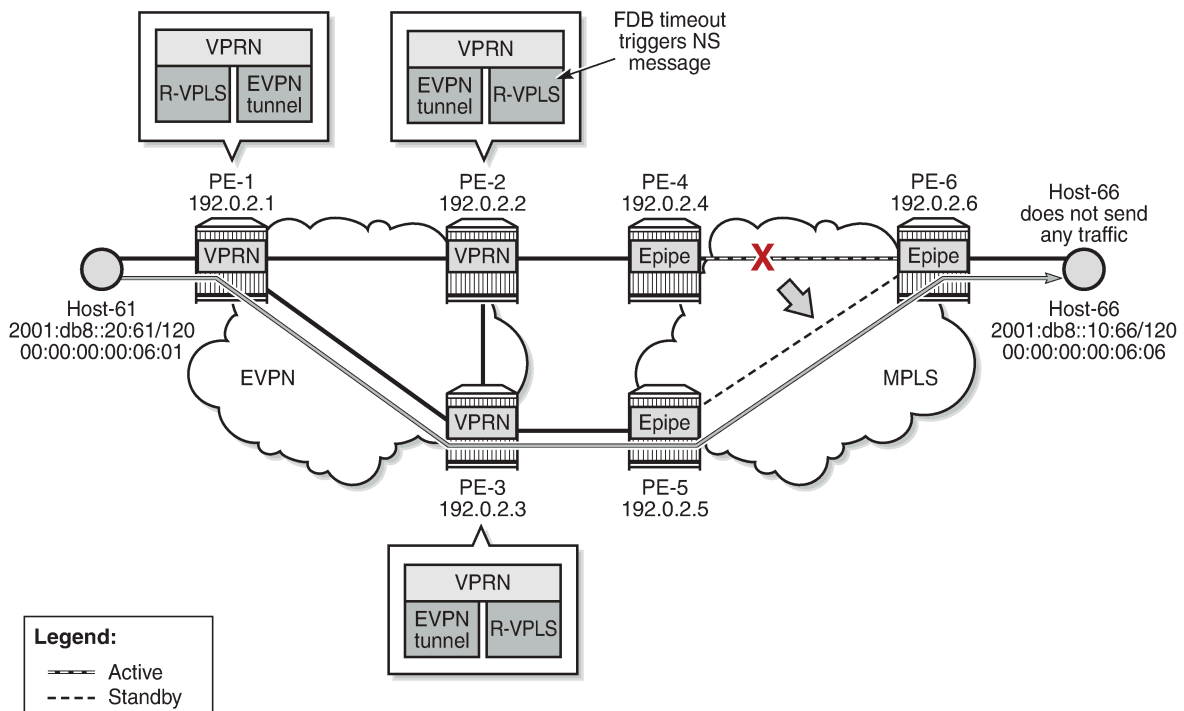 FDB timeout
triggers NS
message
VPRN
R-VPLS
EVPN
tunnel
VPRN
EVPN
tunnel
R-VPLS
PE-1
192.0.2.1
PE-2
192.0.2.2
PE-4
192.0.2.4
PE-6
192.0.2.6
Host-66
does not send
any traffic
VPRN
VPRN
Epipe
X
Epipe
Host-61
2001:db8::20:61/120
00:00:00:00:06:01
Host-66
2001:db8::10:66/120
00:00:00:00:06:06
EVPN
MPLS
VPRN
Epipe
PE-3
192.0.2.3
PE-5
192.0.2.5
VPRN
EVPN
tunnel
R-VPLS
Legend:
Active
Standby